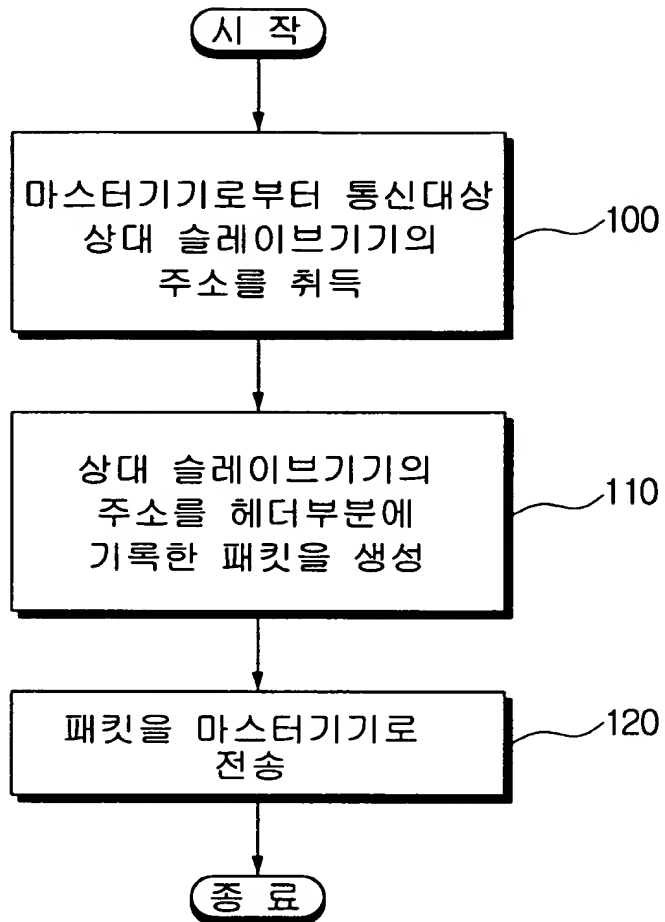 시 작
마스터기기로부터 통신대상
상대 슬레이브기기의
주소를 취득
100
상대 슬레이브기기의
주소를 헤더부분에
기록한 패킷을 생성
110
패킷을 마스터기기로
전송
120
종 료